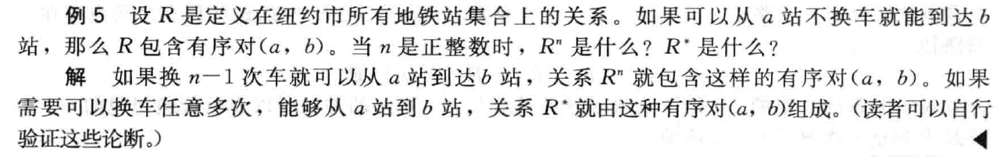 例 5 设 R 是定义在纽约市所有地铁站集合上的关系。如果可以从 a 站不换车就能到达 b
站，那么 R 包含有序对(a，b)。当 n 是正整数时，Rⁿ 是什么？R* 是什么？
解 如果换 n−1 次车就可以从 a 站到达 b 站，关系 Rⁿ 就包含这样的有序对(a，b)。如果
需要可以换车任意多次，能够从 a 站到 b 站，关系 R* 就由这种有序对(a，b)组成。(读者可以自行
验证这些论断。) ◀